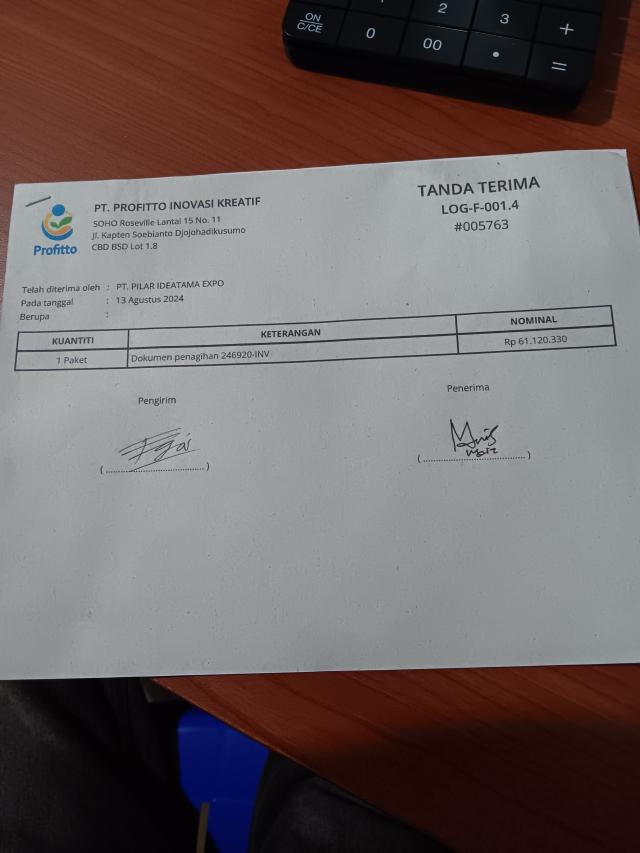 2
3
+
ON
C/CE
0
00
.
=
Profitto
PT. PROFITTO INOVASI KREATIF
SOHO Roseville Lantai 15 No. 11
Jl. Kapten Soebianto Djojohadikusumo
CBD BSD Lot 1.8
TANDA TERIMA
LOG-F-001.4
#005763
Telah diterima oleh : PT. PILAR IDEATAMA EXPO
Pada tanggal : 13 Agustus 2024
Berupa :
KUANTITI KETERANGAN NOMINAL
1 Paket Dokumen penagihan 246920-INV Rp 61.120.330
Pengirim Penerima
(..............................) (..............................)